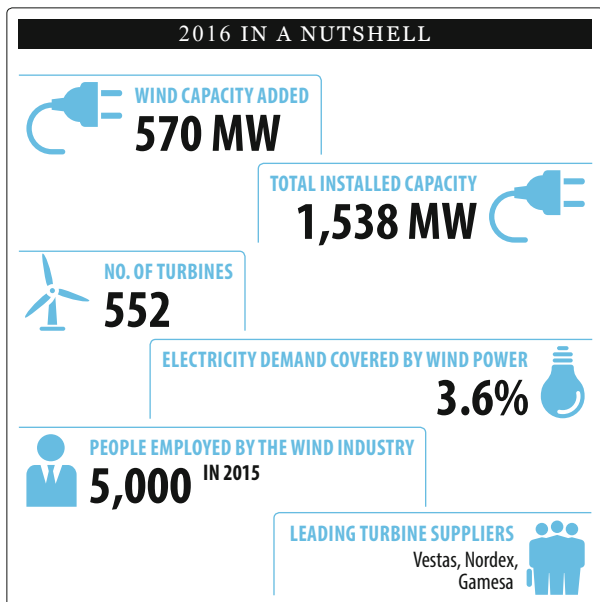 2016 IN A NUTSHELL
WIND CAPACITY ADDED
570 MW
TOTAL INSTALLED CAPACITY
1,538 MW
NO. OF TURBINES
552
ELECTRICITY DEMAND COVERED BY WIND POWER
3.6%
PEOPLE EMPLOYED BY THE WIND INDUSTRY
5,000 IN 2015
LEADING TURBINE SUPPLIERS
Vestas, Nordex,
Gamesa